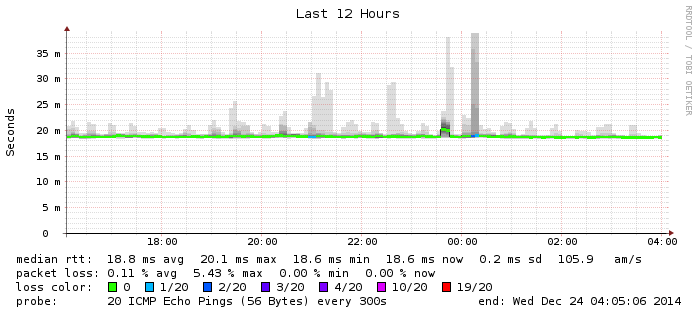 Last 12 Hours
RRDTOOL / TOBI OETIKER
Seconds
35 m
30 m
25 m
20 m
15 m
10 m
5 m
0
18:00 20:00 22:00 00:00 02:00 04:00
median rtt: 18.8 ms avg 20.1 ms max 18.6 ms min 18.6 ms now 0.2 ms sd 105.9 am/s
packet loss: 0.11 % avg 5.43 % max 0.00 % min 0.00 % now
loss color: 0 1/20 2/20 3/20 4/20 10/20 19/20
probe: 20 ICMP Echo Pings (56 Bytes) every 300s end: Wed Dec 24 04:05:06 2014